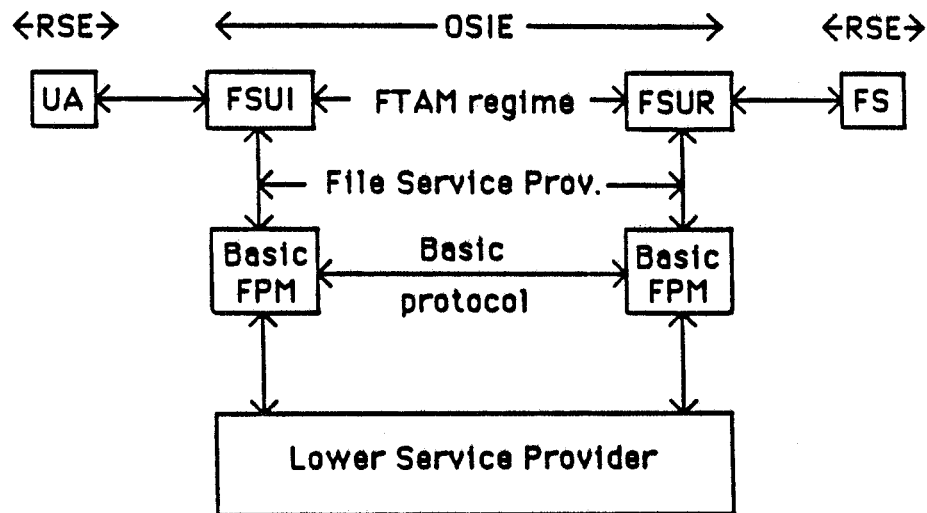 RSE OSIE RSE
UA FSUI FTAM regime FSUR FS
File Service Prov.
Basic FPM
Basic protocol
Basic FPM
Lower Service Provider